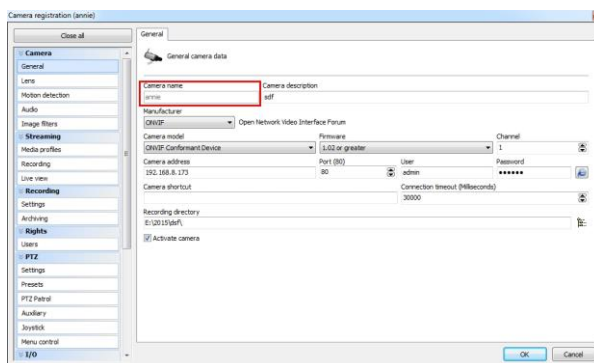 Camera registration (annie)
Close all
Camera
General
Lens
Motion detection
Audio
Image filters
Streaming
Media profiles
Recording
Live view
Recording
Settings
Archiving
Rights
Users
PTZ
Settings
Presets
PTZ Patrol
Auxiliary
Joystick
Menu control
I/O
General
General camera data
Camera name Camera description
annie sdf
Manufacturer
ONVIF Open Network Video Interface Forum
Camera model Firmware Channel
ONVIF Conformant Device 1.02 or greater 1
Camera address Port (80) User Password
192.168.8.173 80 admin ••••••
Camera shortcut Connection timeout (Milliseconds)
30000
Recording directory
E:\2015\dsf\
Activate camera
OK Cancel